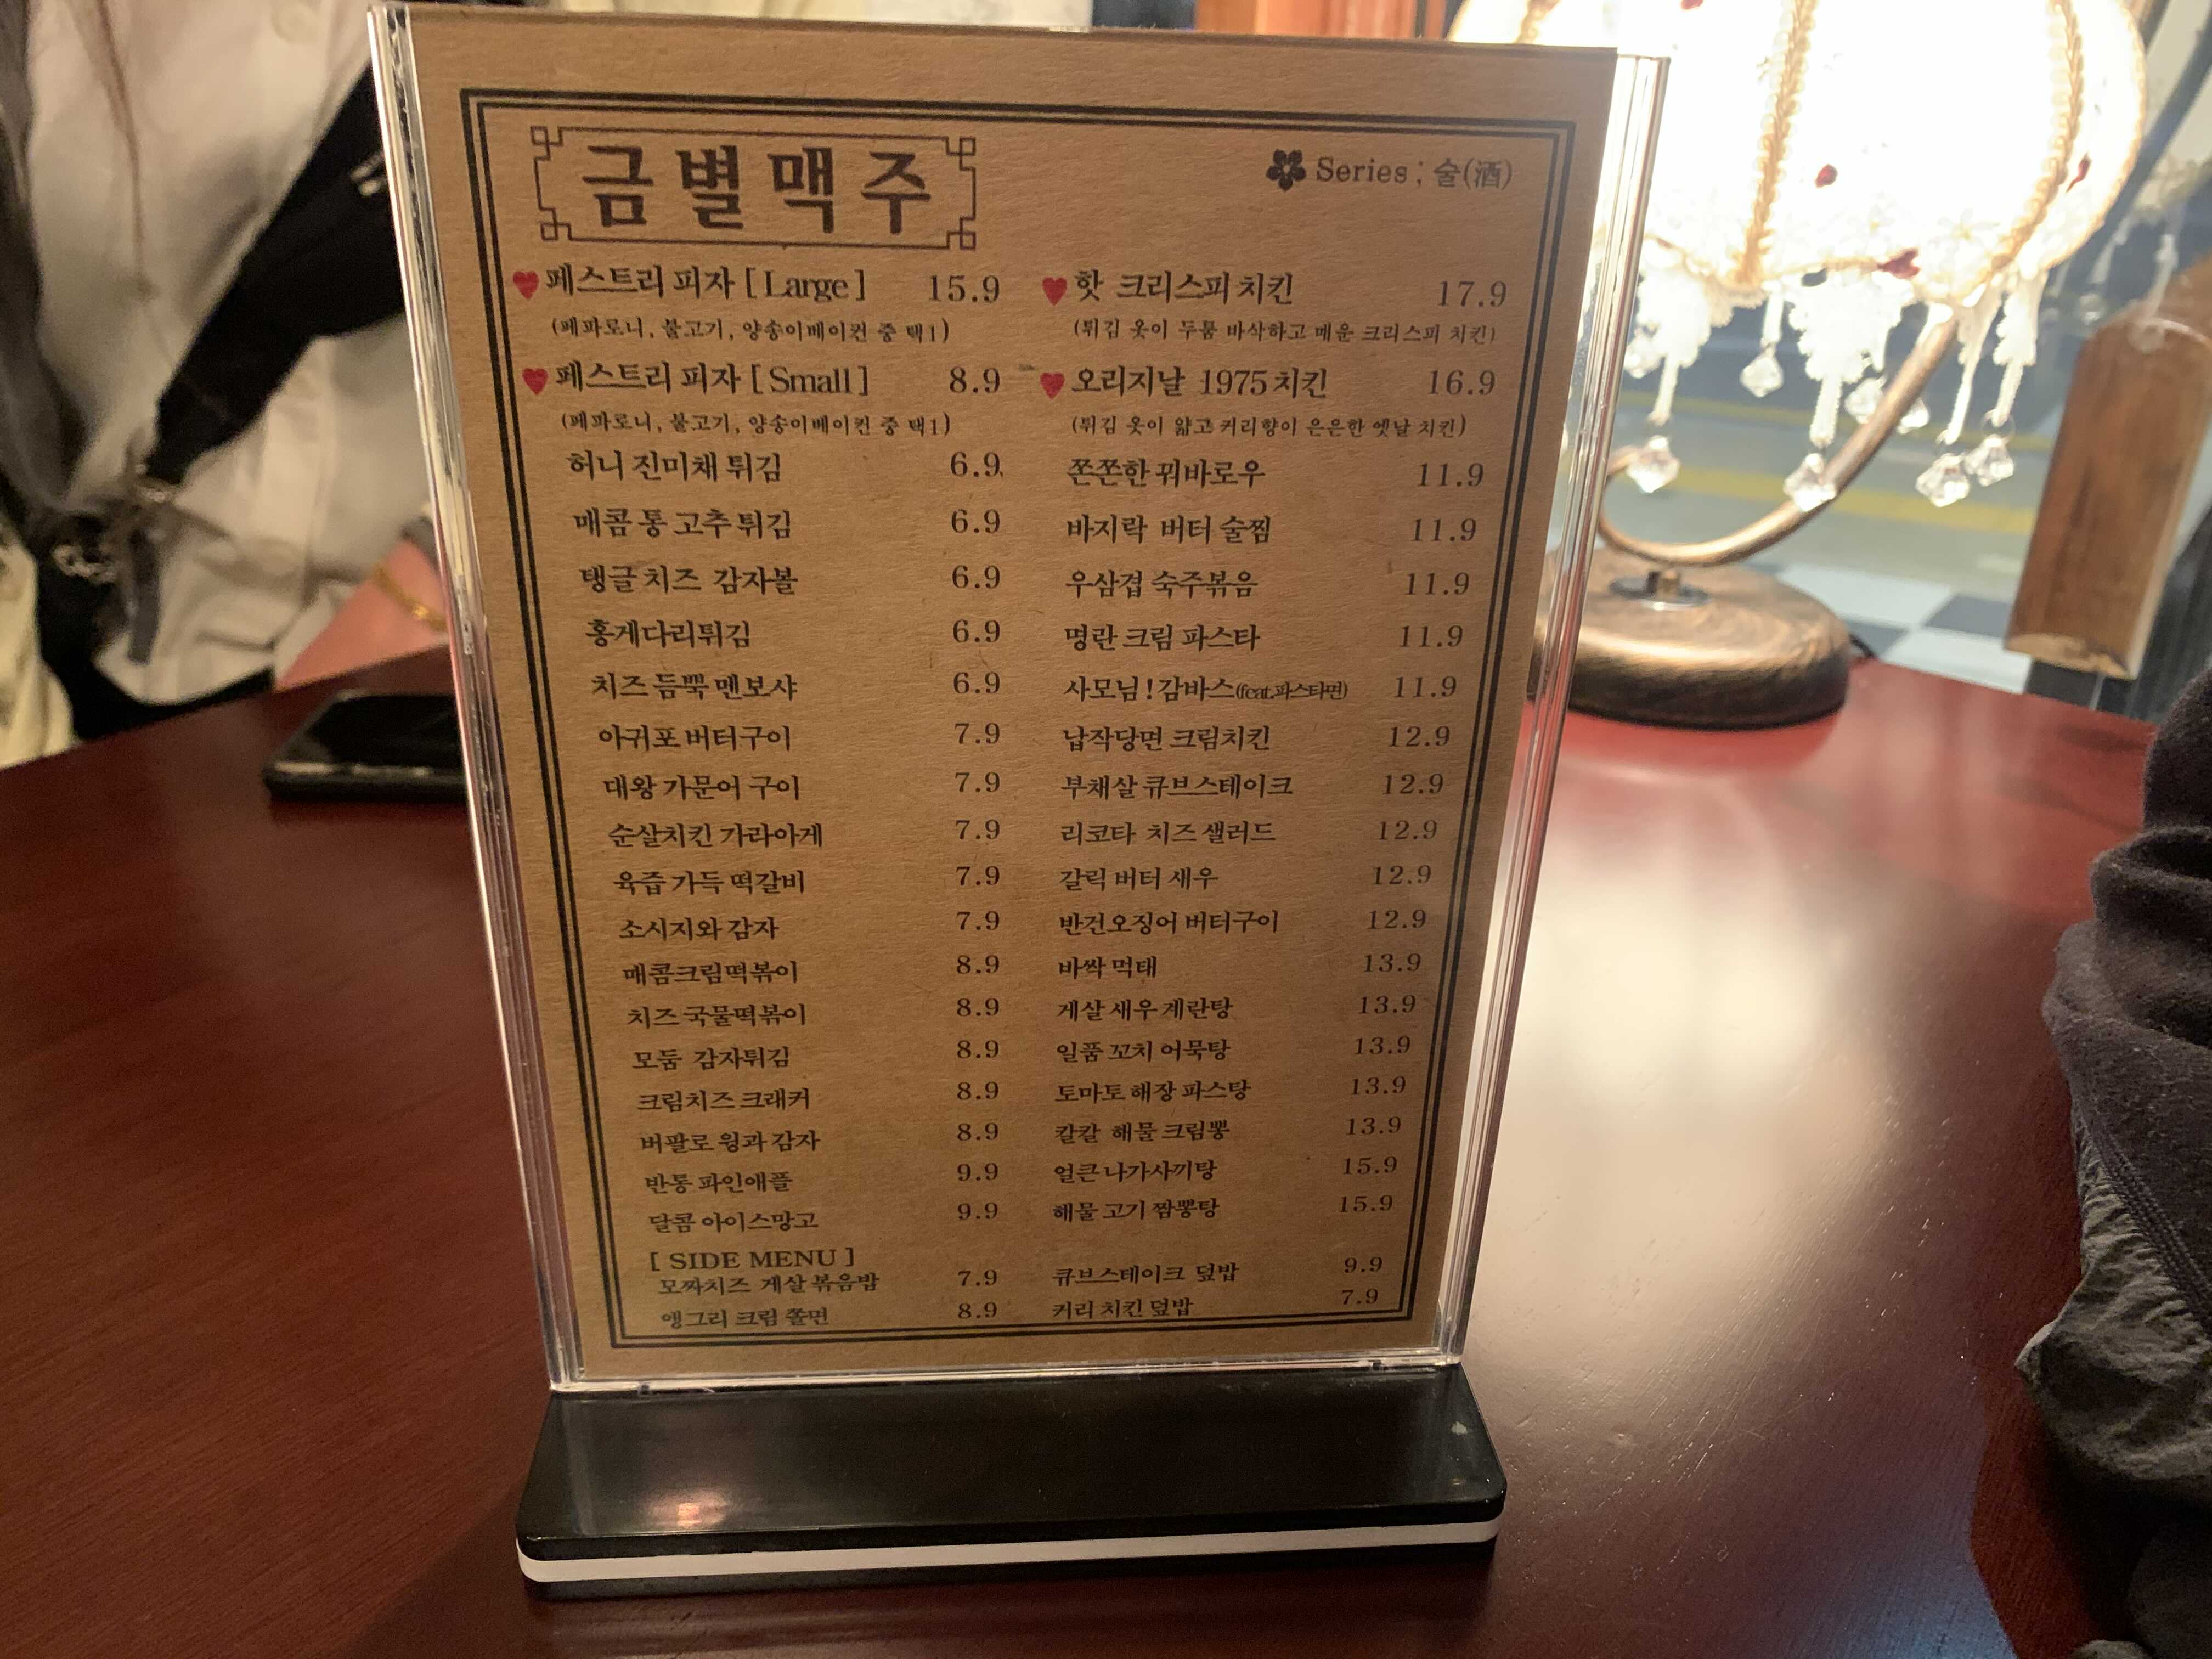 금별맥주
Series ; 술(酒)
페스트리 피자 [ Large ] 15.9
(페파로니, 불고기, 양송이베이컨 중 택1)
페스트리 피자 [ Small ] 8.9
(페파로니, 불고기, 양송이베이컨 중 택1)
허니 진미채 튀김 6.9
매콤 통 고추 튀김 6.9
탱글 치즈 감자볼 6.9
홍게다리튀김 6.9
치즈 듬뿍 멘보샤 6.9
아귀포 버터구이 7.9
대왕 가문어 구이 7.9
순살치킨 가라아게 7.9
육즙 가득 떡갈비 7.9
소시지와 감자 7.9
매콤크림떡볶이 8.9
치즈 국물떡볶이 8.9
모둠 감자튀김 8.9
크림치즈 크래커 8.9
버팔로 윙과 감자 8.9
반통 파인애플 9.9
달콤 아이스망고 9.9
[ SIDE MENU ]
모짜치즈 게살 볶음밥 7.9
앵그리 크림 쫄면 8.9
핫 크리스피 치킨 17.9
(튀김 옷이 두툼 바삭하고 매운 크리스피 치킨)
오리지날 1975 치킨 16.9
(튀김 옷이 얇고 커리향이 은은한 옛날 치킨)
쫀쫀한 꿔바로우 11.9
바지락 버터 술찜 11.9
우삼겹 숙주볶음 11.9
명란 크림 파스타 11.9
사모님 ! 감바스(feat.파스타면) 11.9
납작당면 크림치킨 12.9
부채살 큐브스테이크 12.9
리코타 치즈 샐러드 12.9
갈릭 버터 새우 12.9
반건오징어 버터구이 12.9
바싹 먹태 13.9
게살 새우 계란탕 13.9
일품 꼬치 어묵탕 13.9
토마토 해장 파스탕 13.9
칼칼 해물 크림뽕 13.9
얼큰 나가사끼탕 15.9
해물 고기 짬뽕탕 15.9
큐브스테이크 덮밥 9.9
커리 치킨 덮밥 7.9